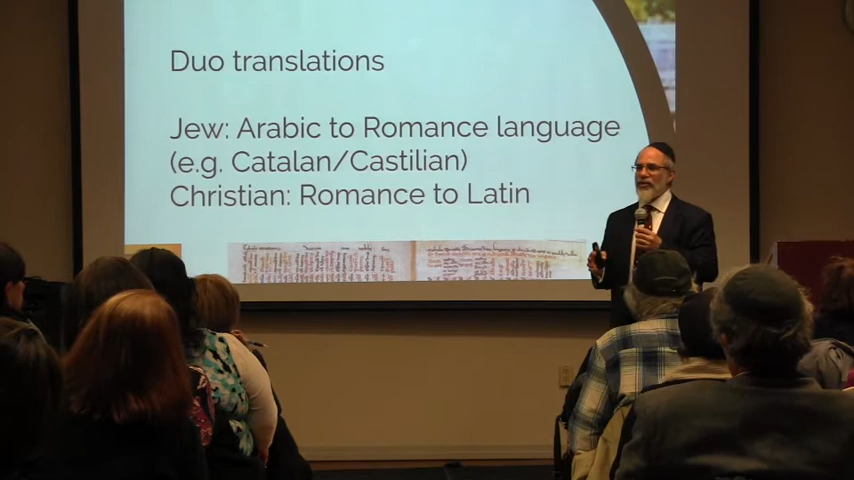 Duo translations
Jew: Arabic to Romance language
(e.g. Catalan/Castilian)
Christian: Romance to Latin